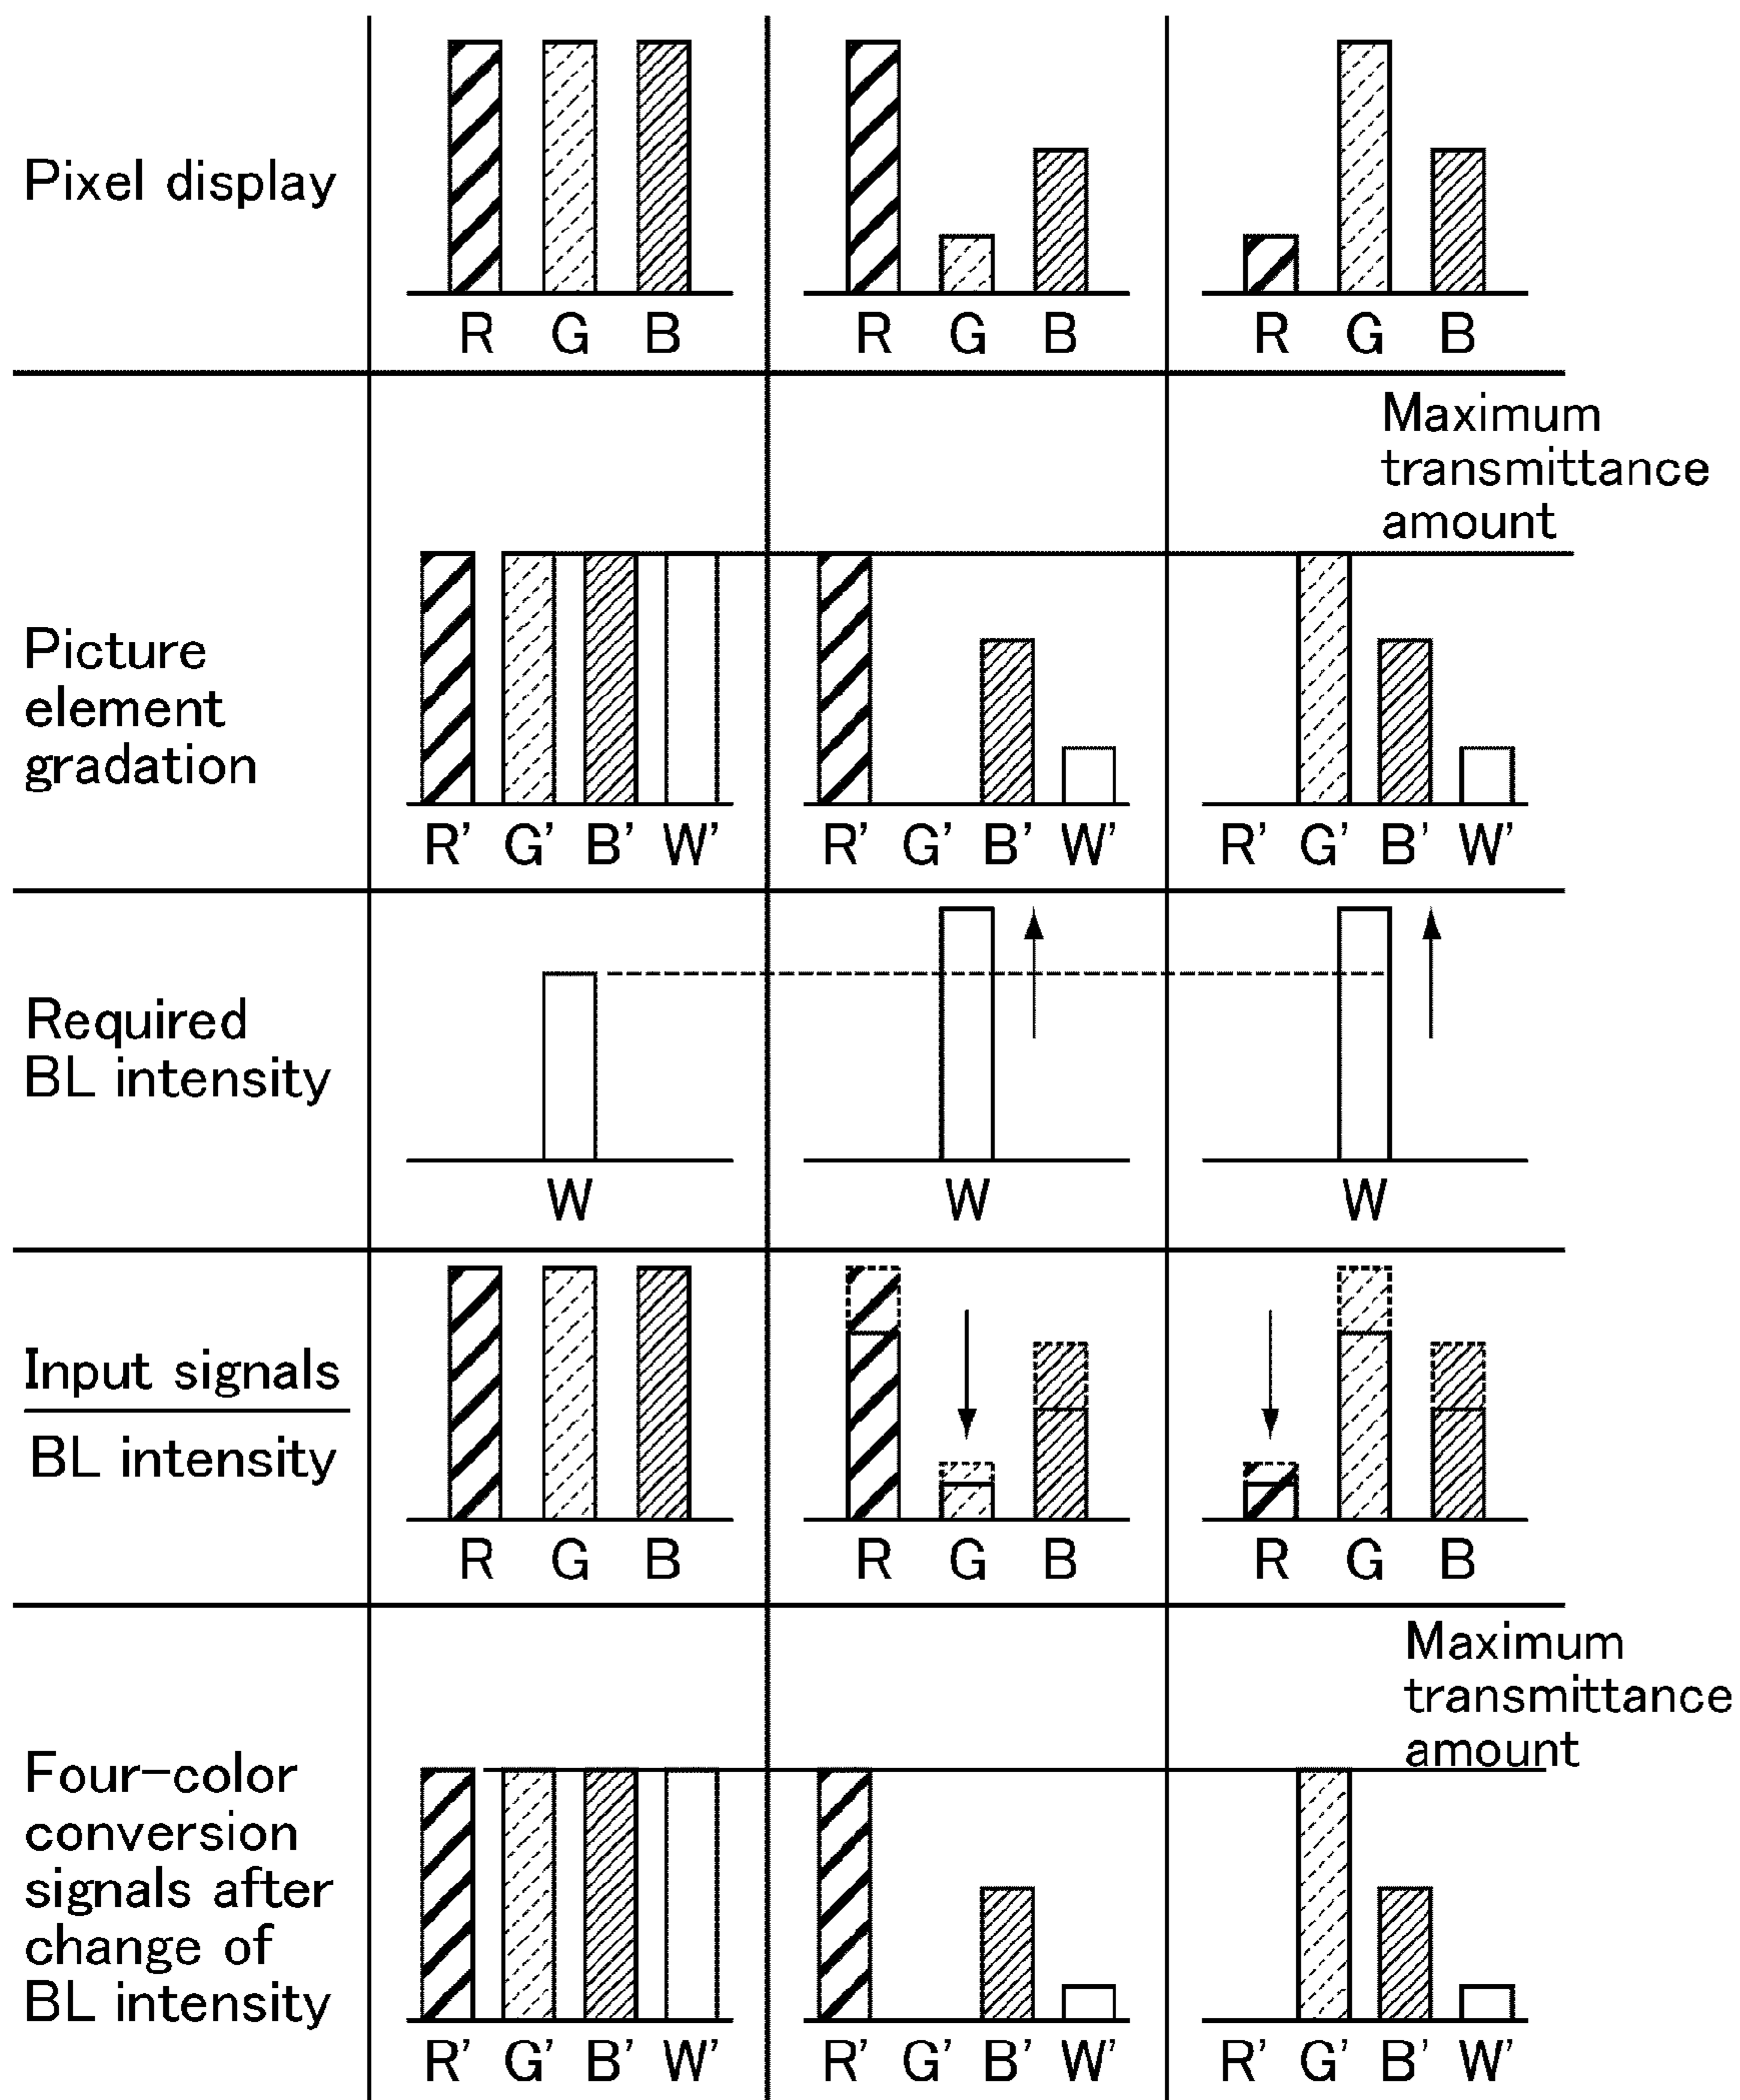 Pixel display
R G B
R G B
R G B
Maximum
transmittance
amount
Picture
element
gradation
R' G' B' W'
R' G' B' W'
R' G' B' W'
Required
BL intensity
W
W
W
Input signals
BL intensity
R G B
R G B
R G B
Maximum
transmittance
amount
Four-color
conversion
signals after
change of
BL intensity
R' G' B' W'
R' G' B' W'
R' G' B' W'